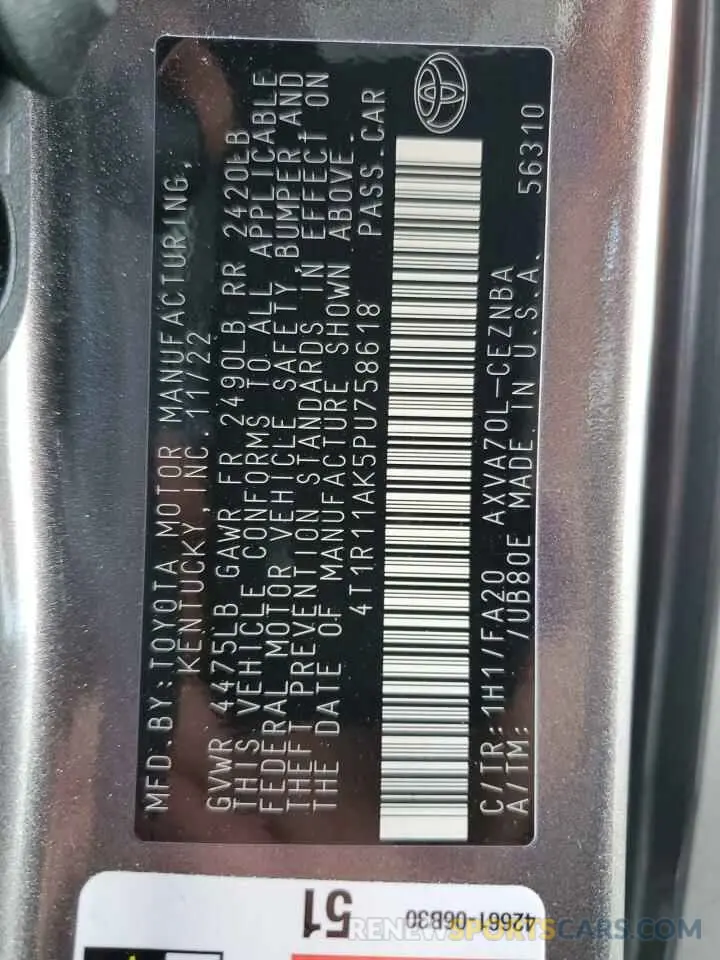 MFD.BY:TOYOTA MOTOR MANUFACTURING,
KENTUCKY,INC. 11/22
GVWR 4475LB GAWR FR 2490LB RR 2420LB
THIS VEHICLE CONFORMS TO ALL APPLICABLE
FEDERAL MOTOR VEHICLE SAFETY,BUMPER AND
THEFT PREVENTION STANDARDS IN EFFECT ON
THE DATE OF MANUFACTURE SHOWN ABOVE.
4T1R11AK5PU758618 PASS.CAR
C/TR:1H1/FA20 AXVA70L-CEZNBA
A/TM: /UB80E MADE IN U.S.A. 56310
51
42661-06B30
RENEWSPORTSCARS.COM